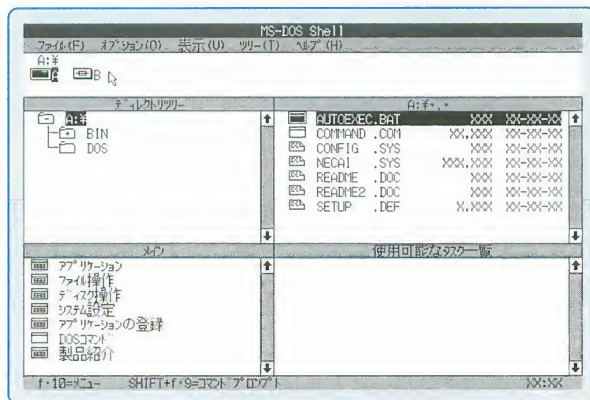 MS-DOS Shell
ﾌｧｲﾙ(F) ｵﾌﾟｼｮﾝ(O) 表示(U) ﾂﾘｰ(T) ﾍﾙﾌﾟ(H)
A:¥
A B
ﾃﾞｨﾚｸﾄﾘﾂﾘｰ
A:¥
BIN
DOS
A:¥*.*
AUTOEXEC.BAT XXX XX-XX-XX
COMMAND .COM XX,XXX XX-XX-XX
CONFIG .SYS XXX XX-XX-XX
NECAI .SYS XXX,XXX XX-XX-XX
README .DOC XXX XX-XX-XX
README2 .DOC XXX XX-XX-XX
SETUP .DEF X,XXX XX-XX-XX
ﾒｲﾝ
ｱﾌﾟﾘｹｰｼｮﾝ
ﾌｧｲﾙ操作
ﾃﾞｨｽｸ操作
ｼｽﾃﾑ設定
ｱﾌﾟﾘｹｰｼｮﾝの登録
DOSｺﾏﾝﾄﾞ
製品紹介
使用可能なﾀｽｸ一覧
f･10=ﾒﾆｭｰ SHIFT+f･9=ｺﾏﾝﾄﾞﾌﾟﾛﾝﾌﾟﾄ XX:XX